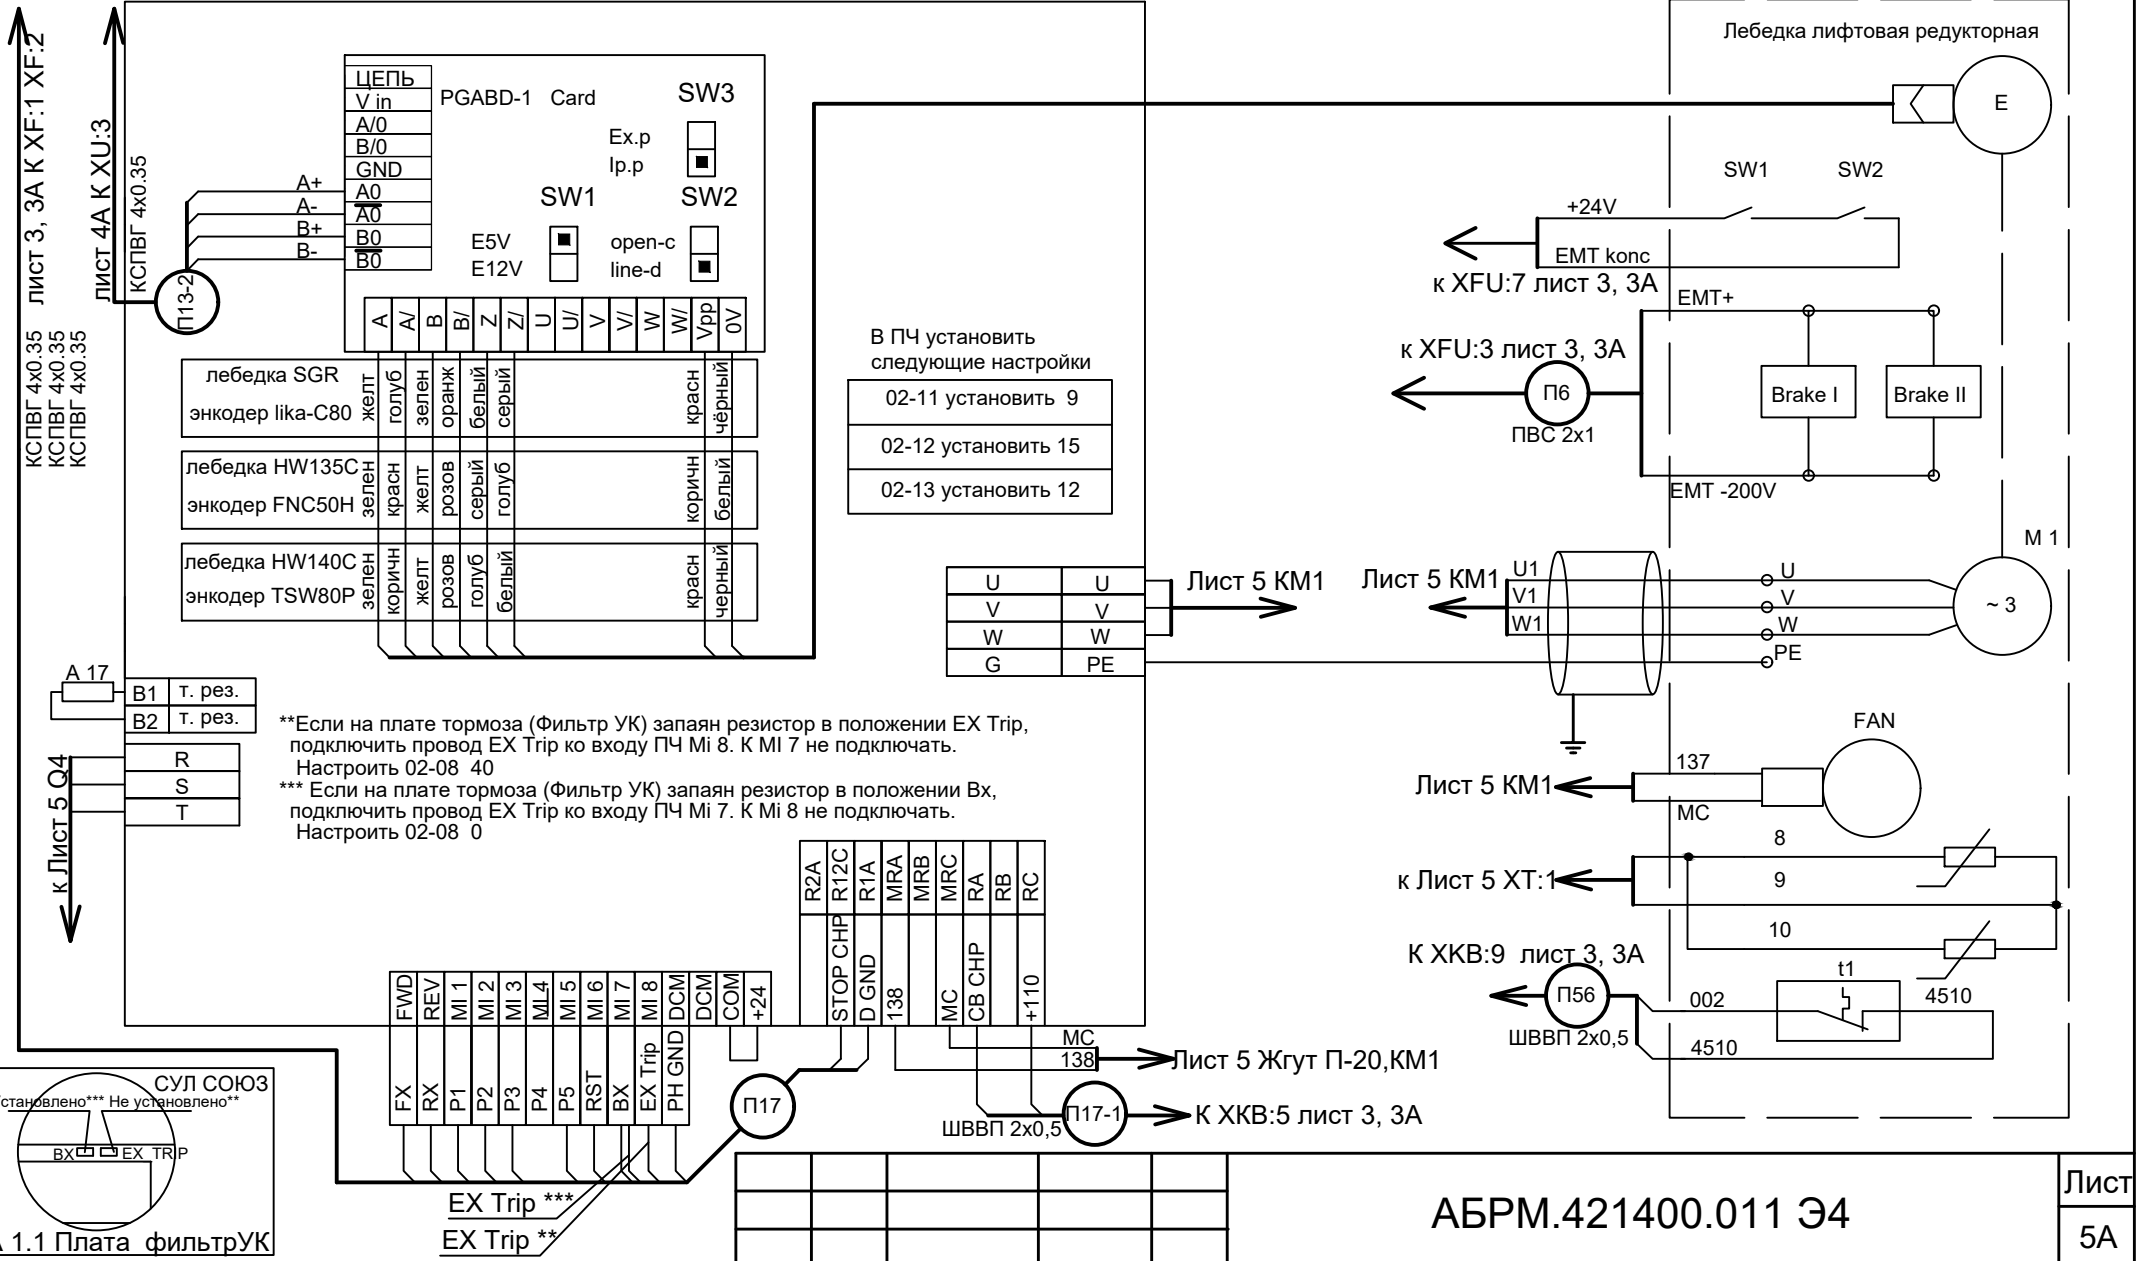 Лебедка лифтовая редукторная
E
SW1
SW2
+24V
EMT konc
к XFU:7 лист 3, 3А
EMT+
к XFU:3 лист 3, 3А
П6
ПВС 2х1
Brake I
Brake II
EMT -200V
М 1
~ 3
Лист 5 КМ1
U1
V1
W1
U
V
W
PE
FAN
137
МС
Лист 5 КМ1
8
9
10
к Лист 5 ХТ:1
К ХКВ:9 лист 3, 3А
П56
ШВВП 2х0,5
t1
002
4510
4510
лист 3, 3А К XF:1 XF:2
лист 4А К XU:3
КСПВГ 4х0.35
КСПВГ 4х0.35
КСПВГ 4х0.35
КСПВГ 4х0.35
П13-2
A+
A-
B+
B-
ЦЕПЬ
V in
A/0
B/0
GND
A0
A0
B0
B0
PGABD-1 Card
SW3
Ex.p
Ip.p
SW1
E5V
E12V
SW2
open-c
line-d
A
A/
B
B/
Z
Z/
U
U/
V
V/
W
W/
Vpp
0V
лебедка SGR
энкодер lika-C80
желт
голуб
зелен
оранж
белый
серый
красн
чёрный
лебедка HW135C
энкодер FNC50H
зелен
красн
желт
розов
серый
голуб
коричн
белый
лебедка HW140C
энкодер TSW80P
зелен
коричн
желт
розов
голуб
белый
красн
черный
В ПЧ установить
следующие настройки
02-11 установить 9
02-12 установить 15
02-13 установить 12
U U
V V
W W
G PE
Лист 5 КМ1
А 17
B1 т. рез.
B2 т. рез.
R
S
T
к Лист 5 Q4
**Если на плате тормоза (Фильтр УК) запаян резистор в положении EX Trip,
подключить провод EX Trip ко входу ПЧ Mi 8. К MI 7 не подключать.
Настроить 02-08 40
*** Если на плате тормоза (Фильтр УК) запаян резистор в положении Вх,
подключить провод EX Trip ко входу ПЧ Mi 7. К Mi 8 не подключать.
Настроить 02-08 0
R2A
R12C
R1A
MRA
MRB
MRC
RA
RB
RC
STOP CHP
D GND
138
MC
CB CHP
+110
FWD
REV
MI 1
MI 2
MI 3
MI 4
MI 5
MI 6
MI 7
MI 8
DCM
DCM
COM
+24
FX
RX
P1
P2
P3
P4
P5
RST
BX
EX Trip
PH GND
МС
138
Лист 5 Жгут П-20,КМ1
П17
П17-1
ШВВП 2х0,5
К ХКВ:5 лист 3, 3А
EX Trip ***
EX Trip **
СУЛ СОЮЗ
Не установлено**
BX
EX TRIP
1.1 Плата фильтрУК
АБРМ.421400.011 Э4
Лист
5А